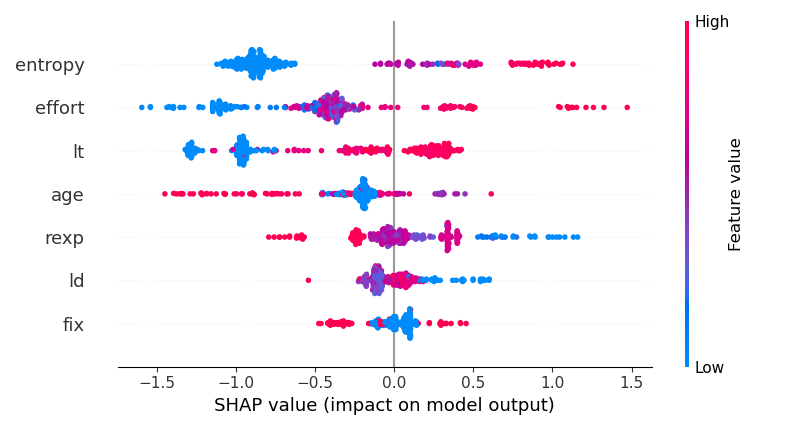 High
entropy
effort
lt
age
rexp
ld
fix
Feature value
Low
−1.5 −1.0 −0.5 0.0 0.5 1.0 1.5
SHAP value (impact on model output)